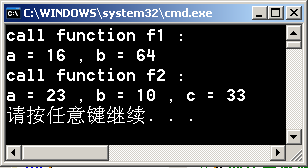 C:\WINDOWS\system32\cmd.exe
call function f1 :
a = 16 , b = 64
call function f2 :
a = 23 , b = 10 , c = 33
请按任意键继续. . .